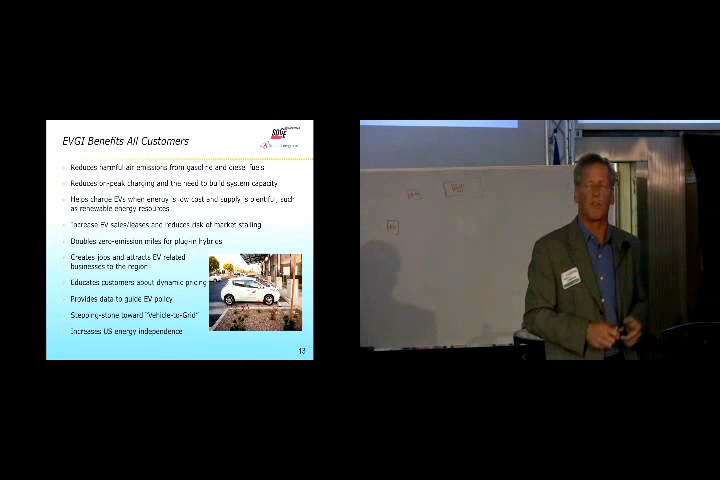 EVGI Benefits All Customers
SDGE
Reduces harmful air emissions from gasoline and diesel fuels
Reduces on-peak charging and the need to build system capacity
Helps charge EVs when energy is low cost and supply is plentiful, such
as renewable energy resources
Increase EV sales/leases and reduces risk of market stalling
Doubles zero-emission miles for plug-in hybrids
Creates jobs and attracts EV related
businesses to the region
Educates customers about dynamic pricing
Provides data to guide EV policy
Stepping-stone toward "Vehicle-to-Grid"
Increases US energy independence
13